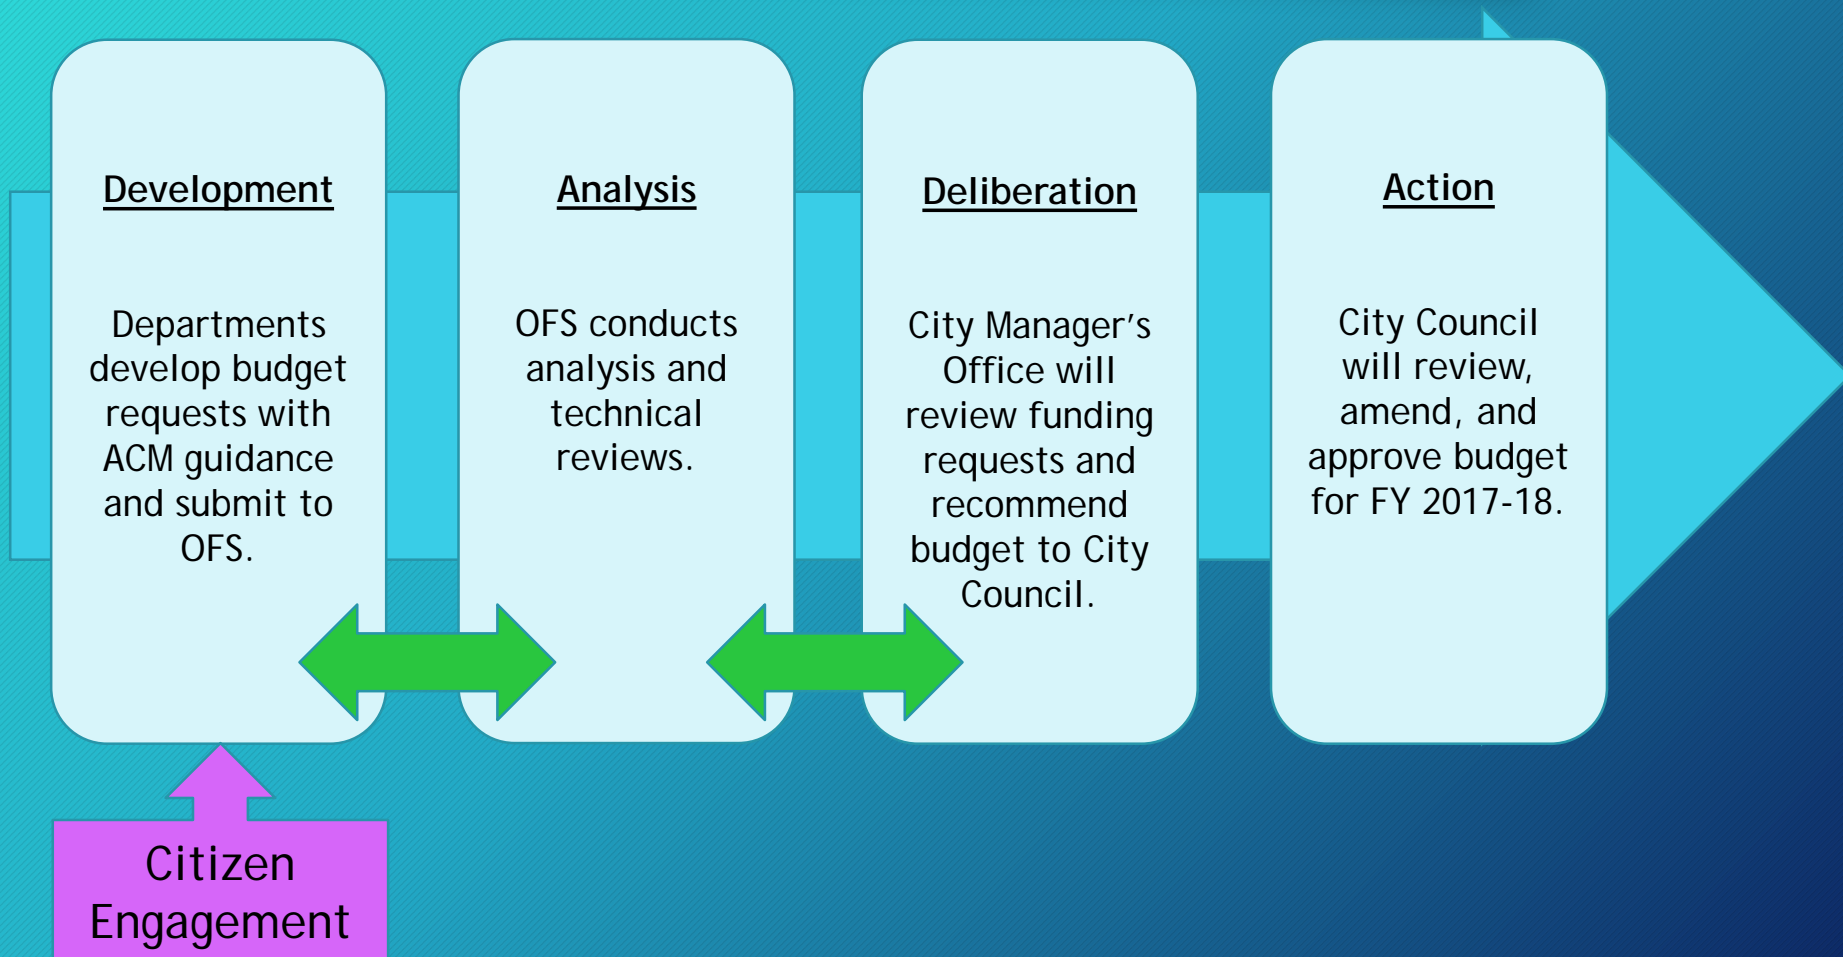 Development
Departments
develop budget
requests with
ACM guidance
and submit to
OFS.
Analysis
OFS conducts
analysis and
technical
reviews.
Deliberation
City Manager’s
Office will
review funding
requests and
recommend
budget to City
Council.
Action
City Council
will review,
amend, and
approve budget
for FY 2017-18.
Citizen
Engagement